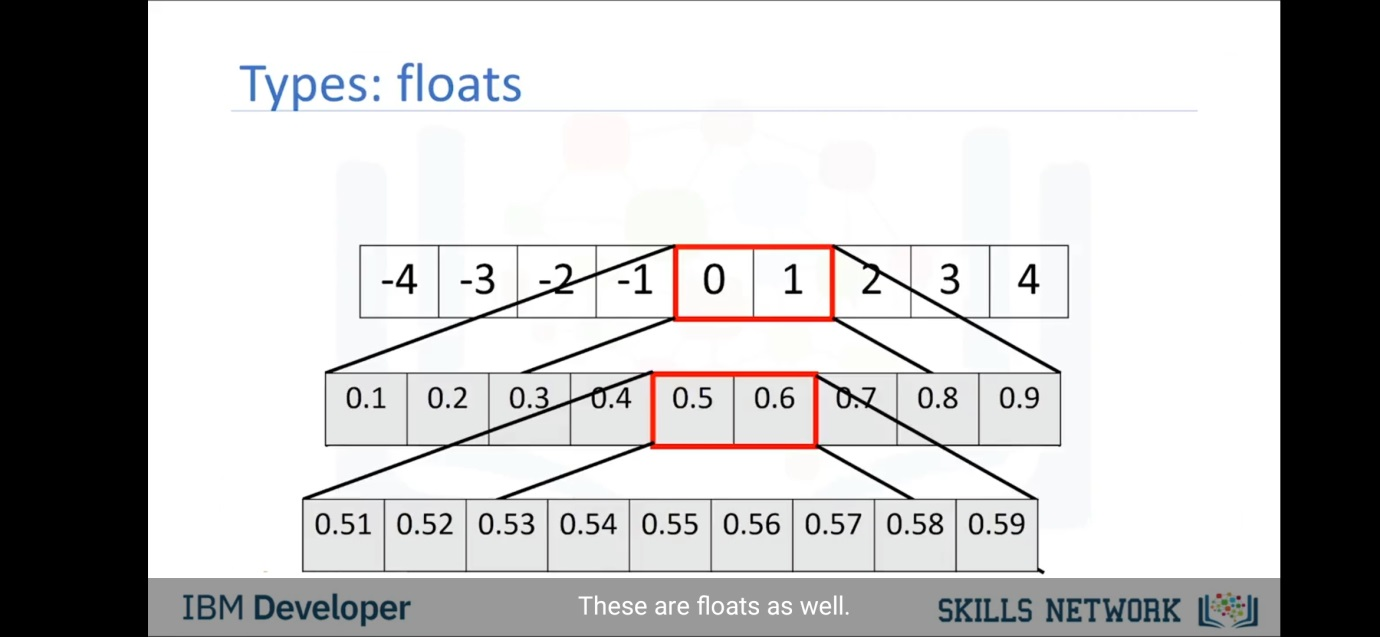 Types: floats
-4 -3 -2 -1 0 1 2 3 4
0.1 0.2 0.3 0.4 0.5 0.6 0.7 0.8 0.9
0.51 0.52 0.53 0.54 0.55 0.56 0.57 0.58 0.59
IBM Developer These are floats as well. SKILLS NETWORK